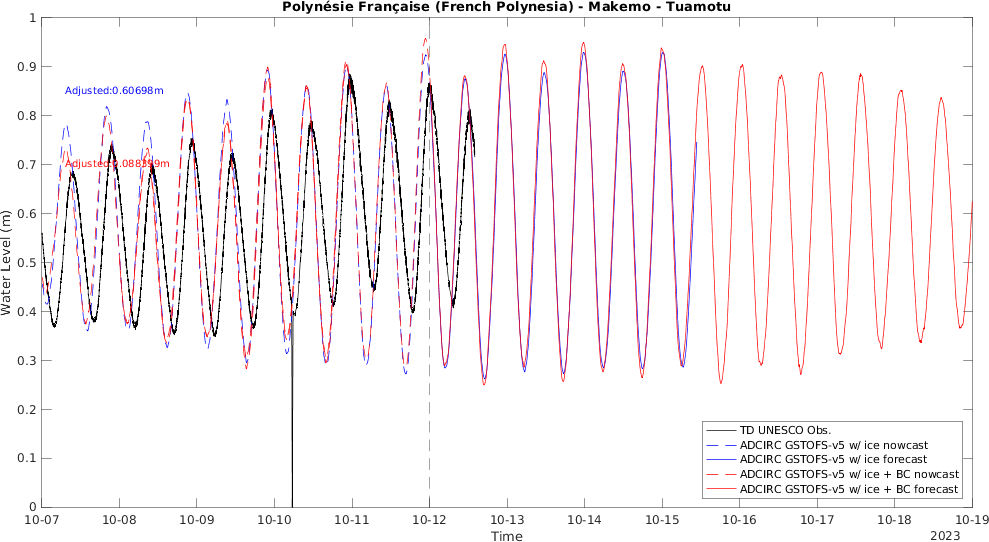 Polynésie Française (French Polynesia) - Makemo - Tuamotu
1
0.9
0.8
0.7
0.6
0.5
0.4
0.3
0.2
0.1
0
Water Level (m)
Adjusted:0.60698m
TD UNESCO Obs.
ADCIRC GSTOFS-v5 w/ ice nowcast
ADCIRC GSTOFS-v5 w/ ice forecast
ADCIRC GSTOFS-v5 w/ ice + BC nowcast
ADCIRC GSTOFS-v5 w/ ice + BC forecast
10-07 10-08 10-09 10-10 10-11 10-12 10-13 10-14 10-15 10-16 10-17 10-18 10-19
Time
2023